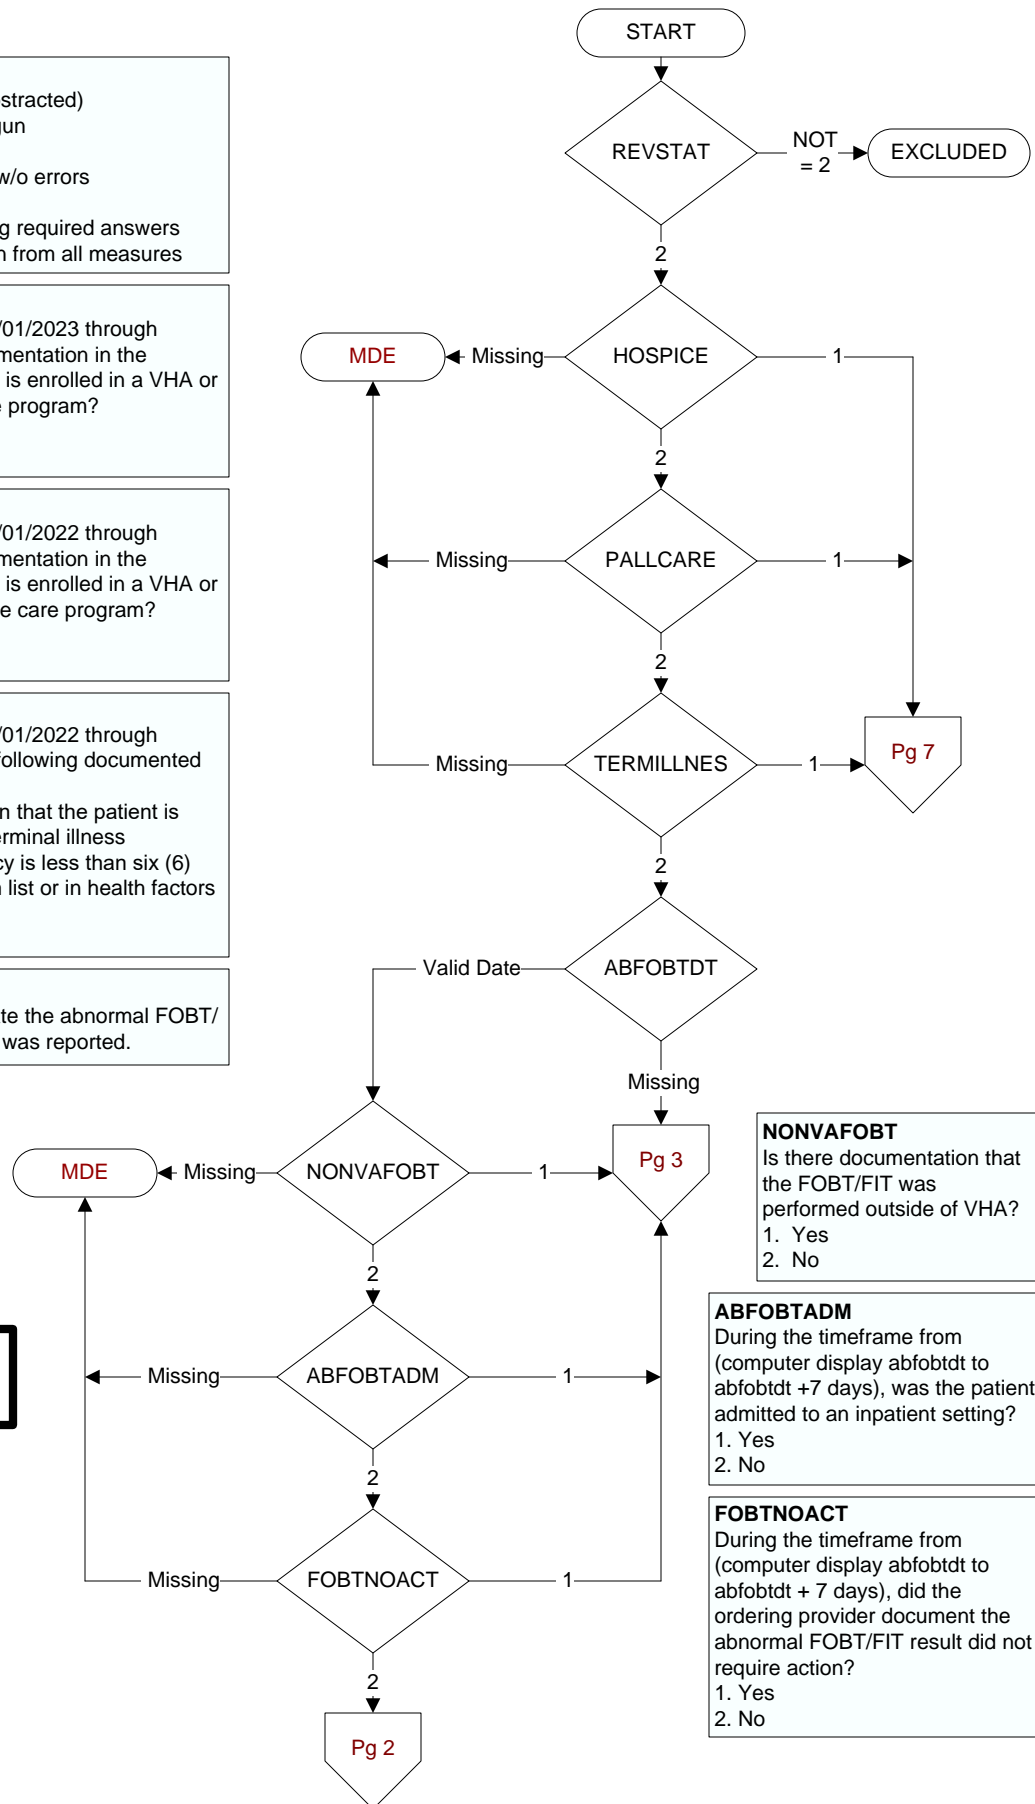 START
stracted)
gun
w/o errors
g required answers
n from all measures
REVSTAT
NOT
= 2
EXCLUDED
2
/01/2023 through
mentation in the
is enrolled in a VHA or
e program?
MDE
Missing
HOSPICE
1
2
/01/2022 through
mentation in the
is enrolled in a VHA or
e care program?
Missing
PALLCARE
1
2
/01/2022 through
following documented
n that the patient is
erminal illness
cy is less than six (6)
n list or in health factors
Missing
TERMILLNES
1
Pg 7
2
te the abnormal FOBT/
was reported.
Valid Date
ABFOBTDT
Missing
MDE
Missing
NONVAFOBT
1
Pg 3
2
NONVAFOBT
Is there documentation that
the FOBT/FIT was
performed outside of VHA?
1. Yes
2. No
Missing
ABFOBTADM
1
2
ABFOBTADM
During the timeframe from
(computer display abfobtdt to
abfobtdt +7 days), was the patient
admitted to an inpatient setting?
1. Yes
2. No
Missing
FOBTNOACT
1
2
FOBTNOACT
During the timeframe from
(computer display abfobtdt to
abfobtdt + 7 days), did the
ordering provider document the
abnormal FOBT/FIT result did not
require action?
1. Yes
2. No
Pg 2